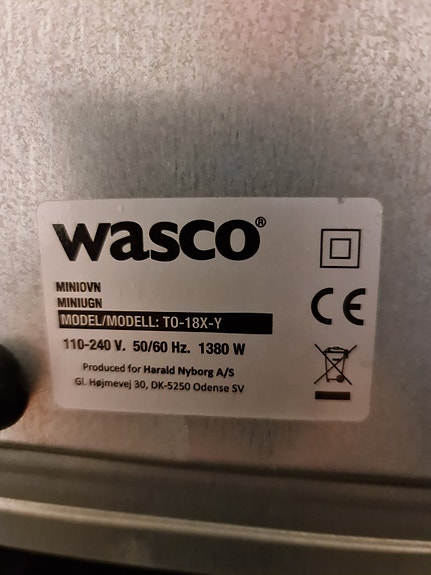 wasco®
MINIOVN
MINIUGN
MODEL/MODELL: TO-18X-Y
110-240 V. 50/60 Hz. 1380 W
Produced for Harald Nyborg A/S
Gl. Højmevej 30, DK-5250 Odense SV
CE